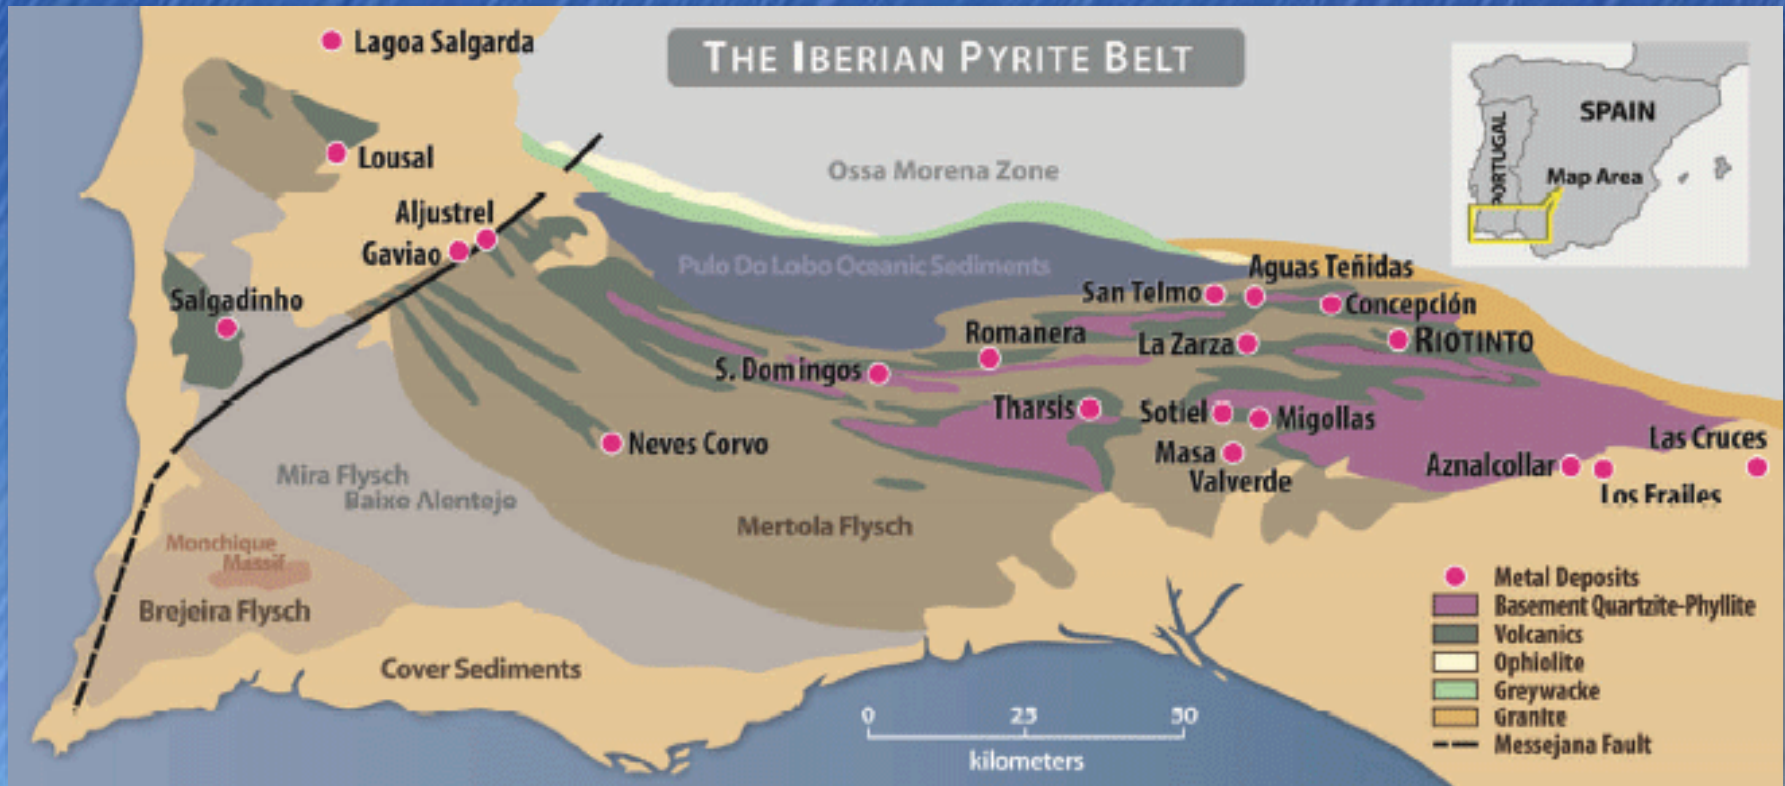 THE IBERIAN PYRITE BELT
Lagoa Salgarda
SPAIN
PORTUGAL
Map Area
Lousal
Ossa Morena Zone
Aljustrel
Gaviao
Pulo Do Lobo Oceanic Sediments
Aguas Teñidas
San Telmo
Concepción
Salgadinho
Romanera
La Zarza
RIOTINTO
S. Domingos
Tharsis
Sotiel
Migollas
Neves Corvo
Las Cruces
Masa
Valverde
Aznalcollar
Los Frailes
Mira Flysch
Baixo Alentejo
Mertola Flysch
Monchique
Massif
Brejeira Flysch
Cover Sediments
0 25 50
kilometers
Metal Deposits
Basement Quartzite-Phyllite
Volcanics
Ophiolite
Greywacke
Granite
Messejana Fault